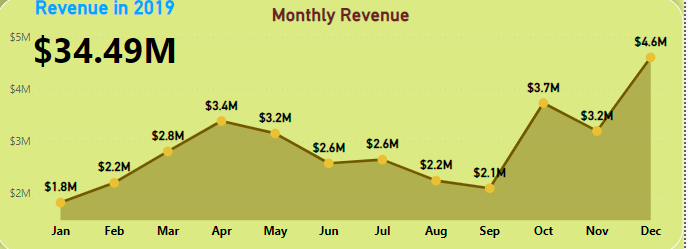 Revenue in 2019
Monthly Revenue
$34.49M
$5M
$4M
$3M
$2M
$1.8M
$2.2M
$2.8M
$3.4M
$3.2M
$2.6M
$2.6M
$2.2M
$2.1M
$3.7M
$3.2M
$4.6M
Jan Feb Mar Apr May Jun Jul Aug Sep Oct Nov Dec